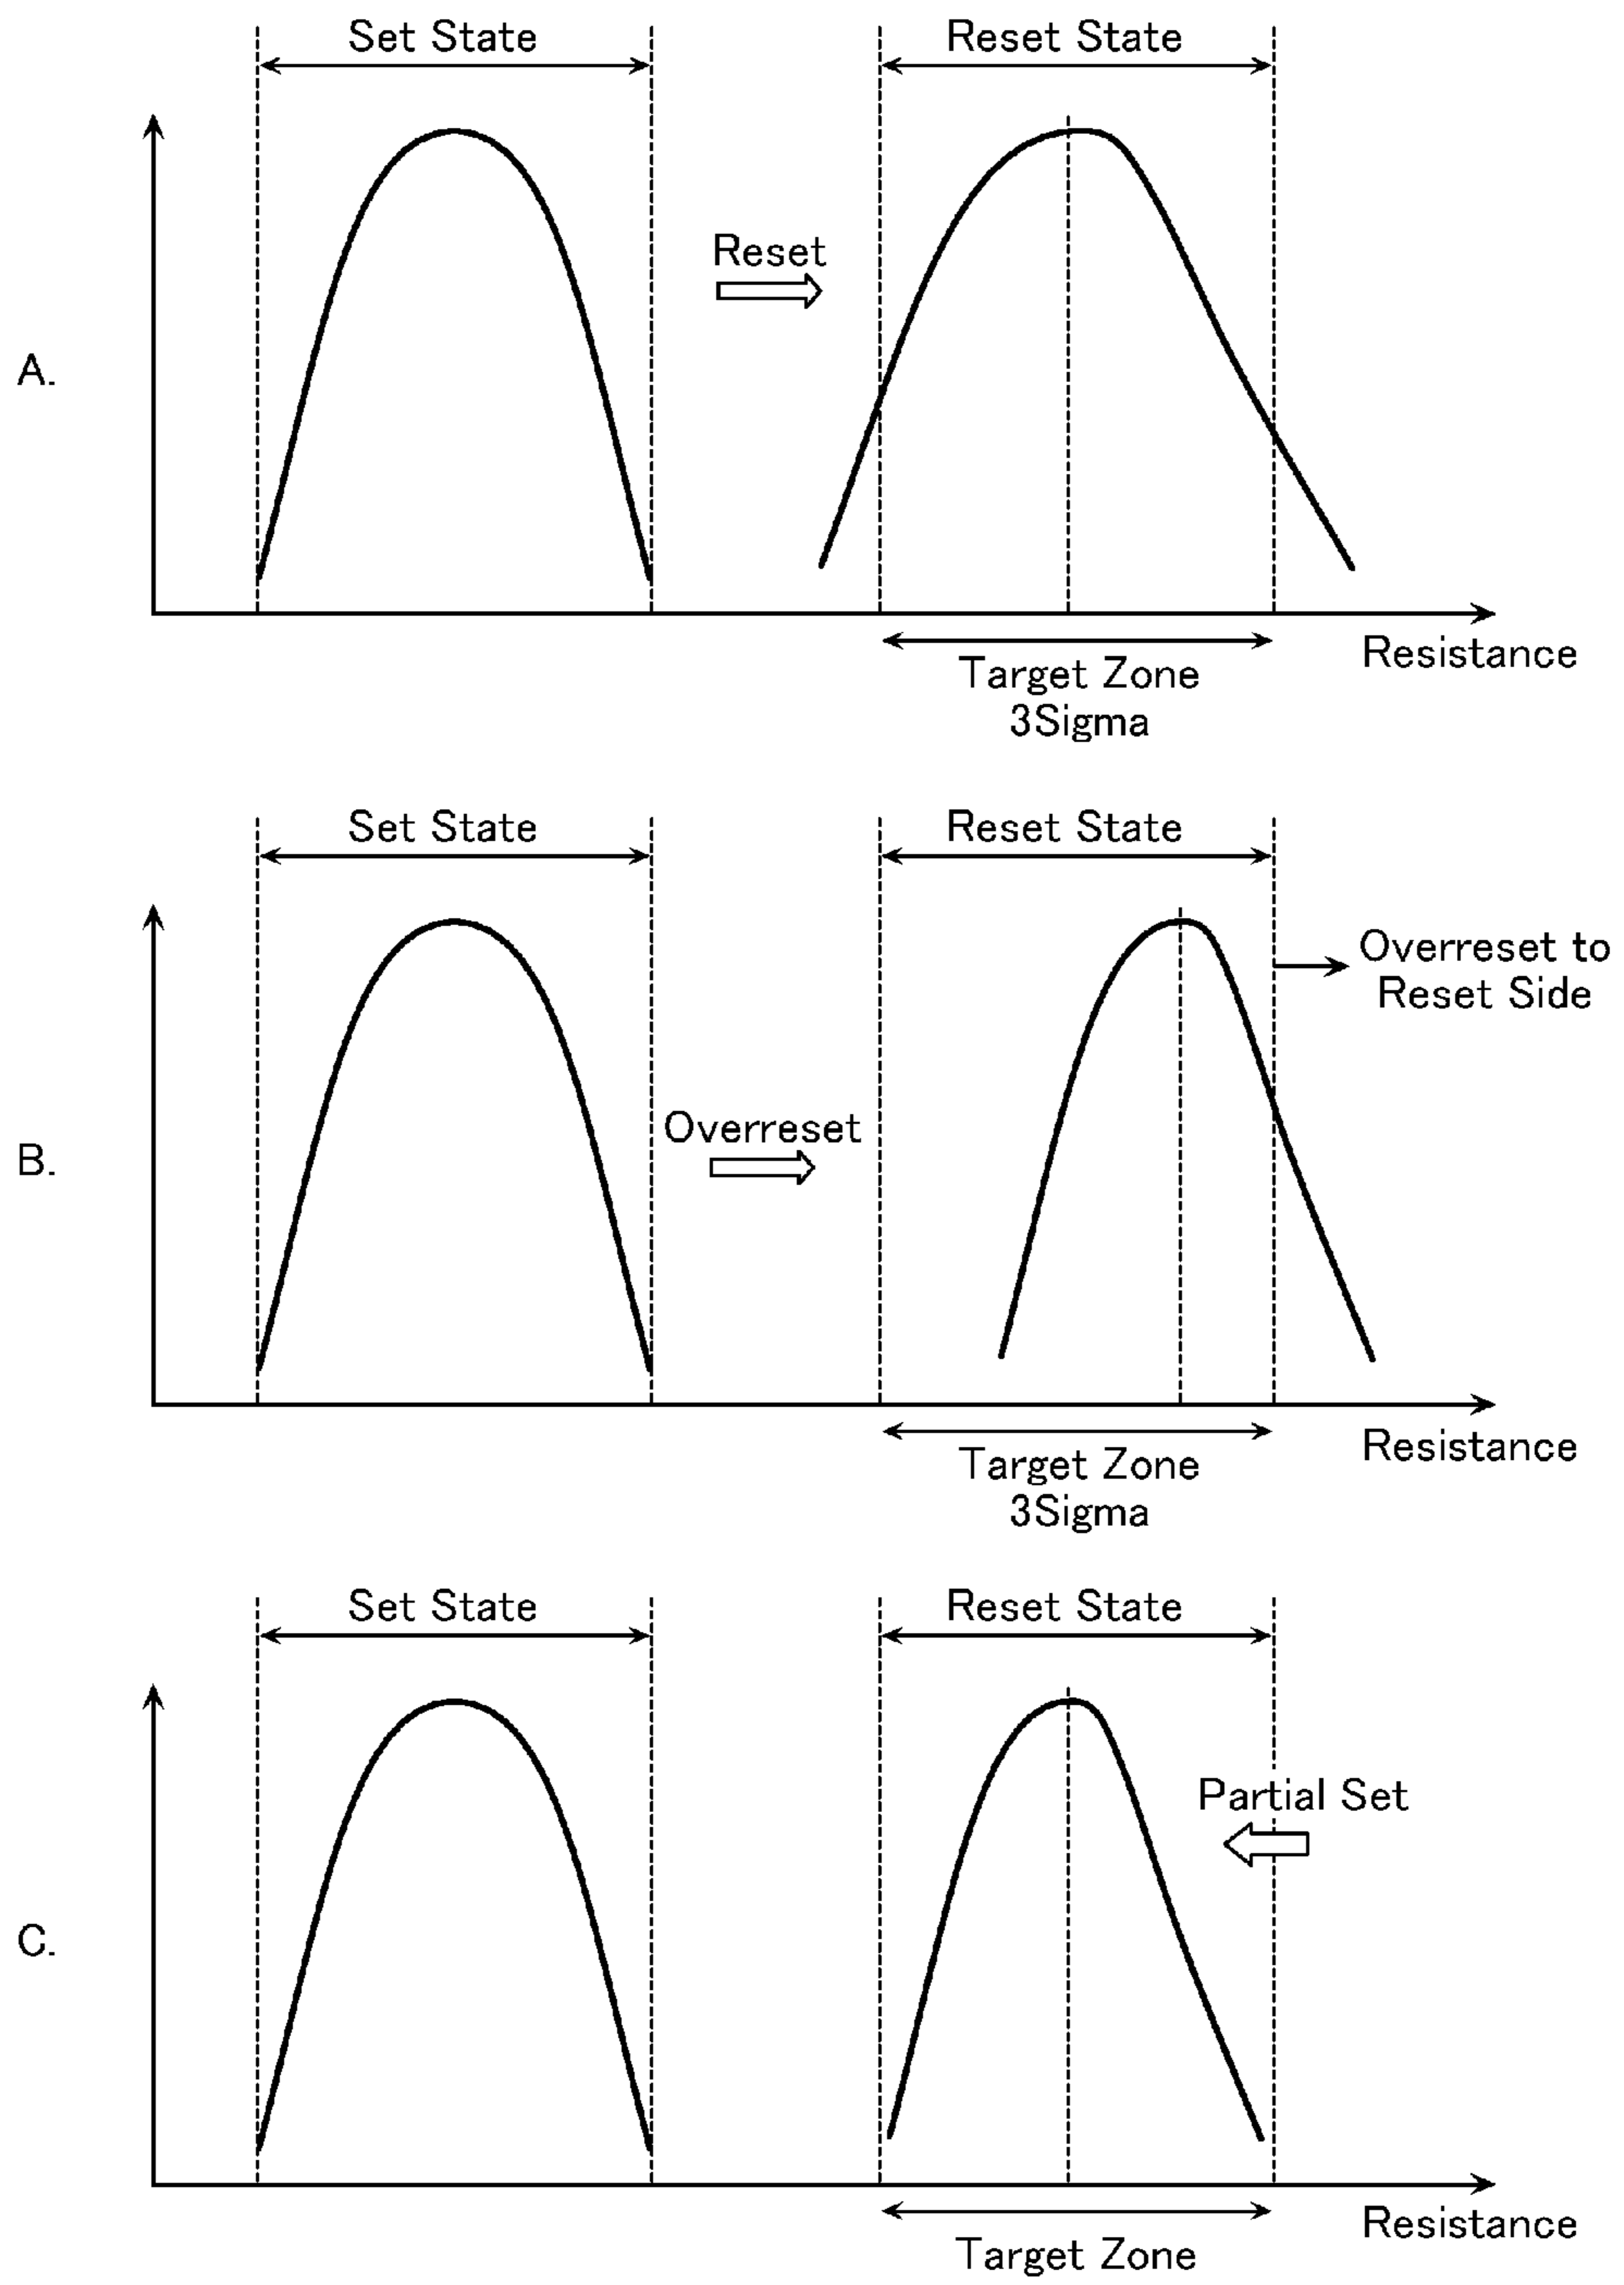 Set State
Reset State
Reset
A.
Resistance
Target Zone
3Sigma
Set State
Reset State
Overreset to
Reset Side
Overreset
B.
Resistance
Target Zone
3Sigma
Set State
Reset State
Partial Set
C.
Resistance
Target Zone